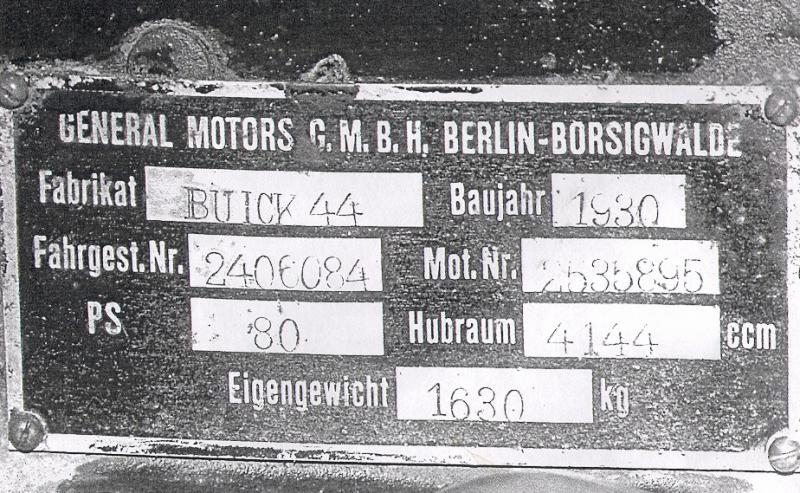 GENERAL MOTORS G. M. B. H. BERLIN-BORSIGWALDE
Fabrikat BUICK 44 Baujahr 1930
Fahrgest. Nr. 2406084 Mot. Nr. 2535895
PS 80 Hubraum 4144 ccm
Eigengewicht 1630 kg